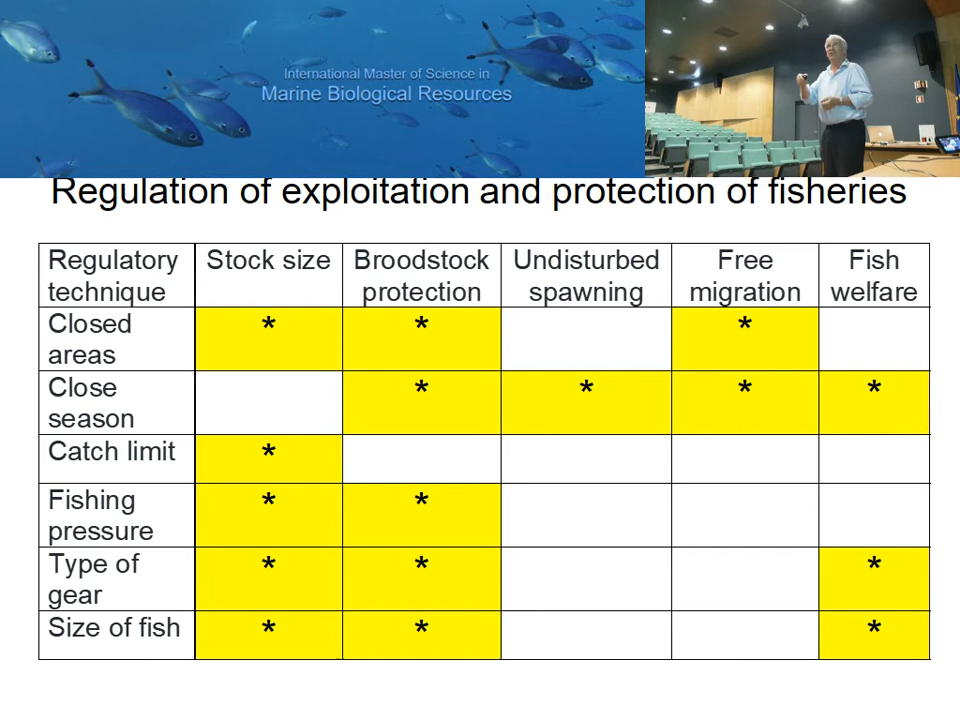 International Master of Science in
Marine Biological Resources
Regulation of exploitation and protection of fisheries
Regulatory technique Stock size Broodstock protection Undisturbed spawning Free migration Fish welfare
Closed areas * * *
Close season * * * *
Catch limit *
Fishing pressure * *
Type of gear * * *
Size of fish * * *